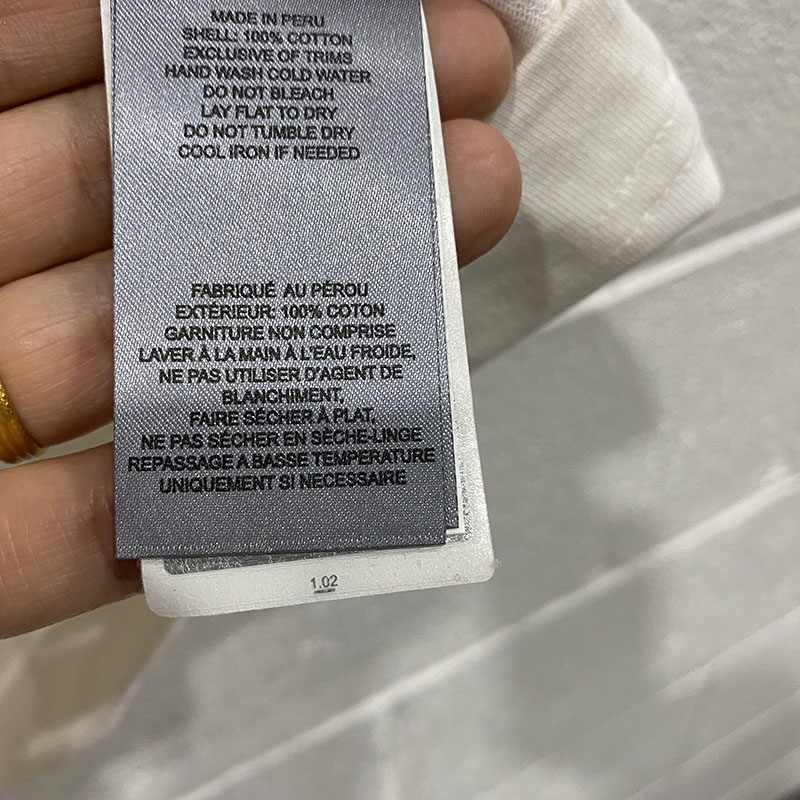 MADE IN PERU
SHELL: 100% COTTON
EXCLUSIVE OF TRIMS
HAND WASH COLD WATER
DO NOT BLEACH
LAY FLAT TO DRY
DO NOT TUMBLE DRY
COOL IRON IF NEEDED
FABRIQUÉ AU PÉROU
EXTÉRIEUR: 100% COTON
GARNITURE NON COMPRISE
LAVER À LA MAIN À L'EAU FROIDE,
NE PAS UTILISER D'AGENT DE
BLANCHIMENT,
FAIRE SÉCHER À PLAT,
NE PAS SÉCHER EN SÈCHE-LINGE
REPASSAGE A BASSE TEMPERATURE
UNIQUEMENT SI NECESSAIRE
1.02